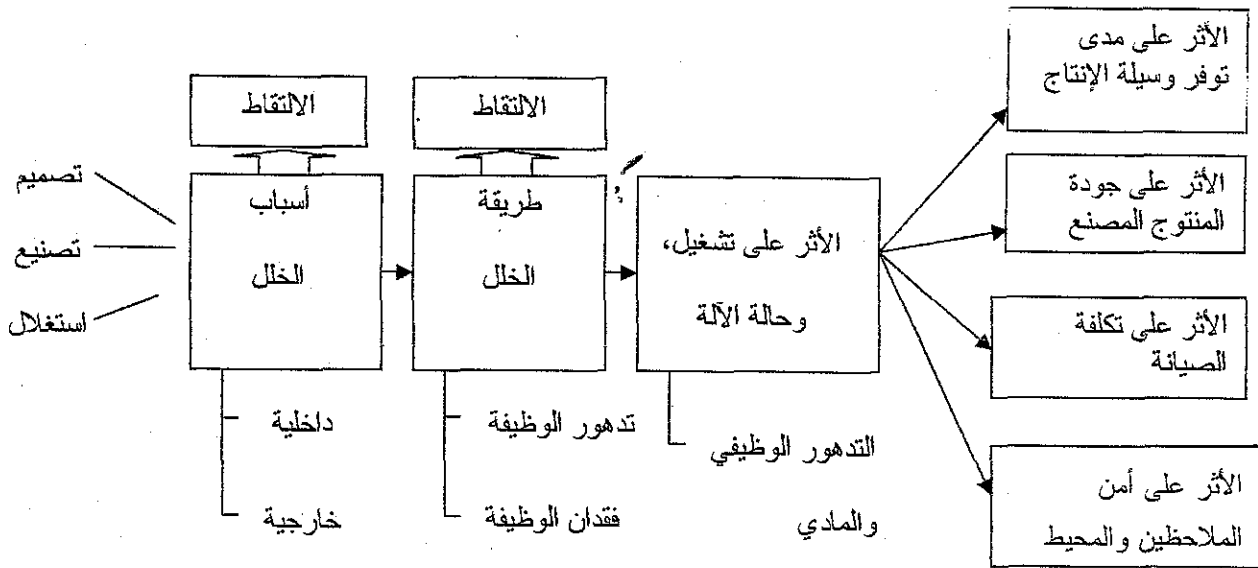 الأثر على مدى
توفر وسيلة الإنتاج
الالتقاط
الالتقاط
تصميم
تصنيع
استغلال
أسباب
الخلل
طريقة
الخلل
الأثر على تشغيل،
وحالة الآلة
الأثر على جودة
المنتوج المصنع
الأثر على تكلفة
الصيانة
الأثر على أمن
الملاحظين والمحيط
داخلية
خارجية
تدهور الوظيفة
فقدان الوظيفة
التدهور الوظيفي
والمادي